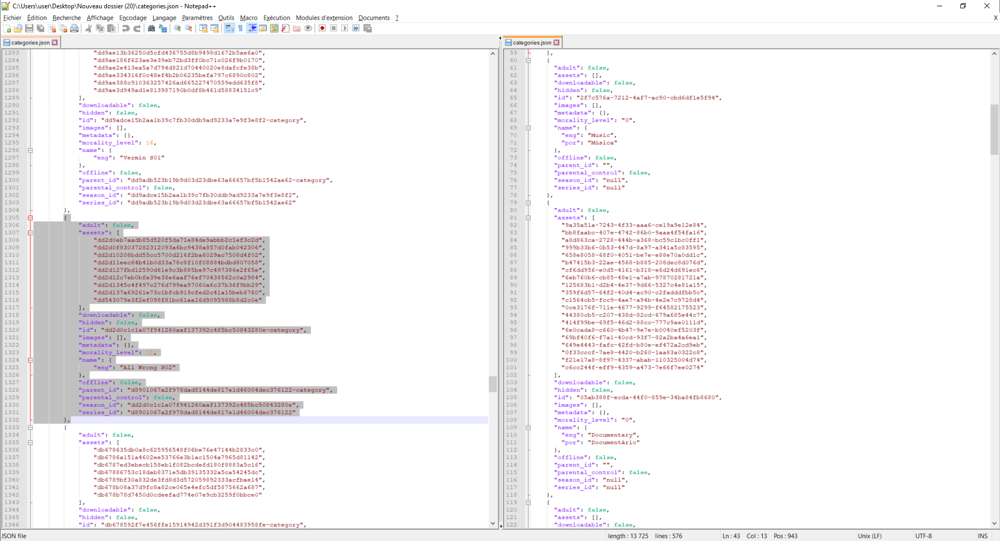 C:\Users\user\Desktop\Nouveau dossier (20)\categories.json - Notepad++
Fichier Édition Recherche Affichage Encodage Langage Paramètres Outils Macro Exécution Modules d'extension Documents ? X
categories.json
1283 "dd9ae13b36250d5cfd436755d8b9498d1672b5ae6a0",
1284 "dd9ae186f623ae3e39eb72bd3ff0bc71c026f9b0170",
1285 "dd9ae2e413ea5a7d794d821d70440020e8dafcfe38b",
1286 "dd9ae334316f0c48ef4b2b06235befa797c6890c802",
1287 "dd9ae388c910363257426ad665227470559edd635f8",
1288 "dd9ae3d949ad1e813987190b0df8b461d58834151c9"
1289 ],
1290 "downloadable": false,
1291 "hidden": false,
1292 "id": "dd9adce15b2aa1b39c7fb30ddb9ad9233a7e9f3e8f2-category",
1293 "images": [],
1294 "metadata": {},
1295 "morality_level": 16,
1296 "name": {
1297 "eng": "Vermin S01"
1298 },
1299 "offline": false,
1300 "parent_id": "dd9adb523b19b9d03d23dbe63a66657bf5b1542ae62-category",
1301 "parental_control": false,
1302 "season_id": "dd9adce15b2aa1b39c7fb30ddb9ad9233a7e9f3e8f2",
1303 "series_id": "dd9adb523b19b9d03d23dbe63a66657bf5b1542ae62"
1304 },
1305 {
1306 "adult": false,
1307 "assets": [
1308 "dd2d0eb7aadb85d520f5da71e84de9abbb2c1ef3c2d",
1309 "dd2d0f83037282312093a6bc9438a857d0fab042306",
1310 "dd2d10208bdd55cc5700d216f2ba6029ac7508d4f02",
1311 "dd2d11eec64b41b0d33a78c8f10f08884bdbd807058",
1312 "dd2d127fbd12590d61e9c3b885be97c497386e2f65e",
1313 "dd2d12c7eb0bfe39e38e6aaf76ef70438562c0a2984",
1314 "dd2d1345c4f497c276d799ea97060a6c37b36f9bb29",
1315 "dd2d137a69261e73c1bfcb919cfed2c41a15beb6760",
1316 "dd543079e3f2ef098f81bc61aa16d9095988b8d2c0e"
1317 ],
1318 "downloadable": false,
1319 "hidden": false,
1320 "id": "dd2d0c1c1a07f941260aaf137392c485bc50843280e-category",
1321 "images": [],
1322 "metadata": {},
1323 "morality_level": 12,
1324 "name": {
1325 "eng": "All Wrong S02"
1326 },
1327 "offline": false,
1328 "parent_id": "d8901067a2f978dad8144de817e1d46004dec376122-category",
1329 "parental_control": false,
1330 "season_id": "dd2d0c1c1a07f941260aaf137392c485bc50843280e",
1331 "series_id": "d8901067a2f978dad8144de817e1d46004dec376122"
1332 },
1333 {
1334 "adult": false,
1335 "assets": [
1336 "db678635db0a8c625956548f06be76e47144b2833c0",
1337 "db6786a151a4602ee53766e3b1ac1504a7965d81142",
1338 "db6787ed3ebecb158eb1f082bcdefd180f8883a5c16",
1339 "db67886753c18dab8371e5db39135332a5ca54245dc",
1340 "db6789bf30a832de3fd8d3d572059892333acfbae14",
1341 "db678b08a37d9fc8a82ce065e4efc5df5875662a687",
1342 "db678b78d7450d0cdeefad774e07e9cb3259f0bbce0"
1343 ],
1344 "downloadable": false,
1345 "hidden": false,
1346 "id": "db678592f7e456ffe15914942d391f3d904483958fe-category",
categories.json
59 },
60 {
61 "adult": false,
62 "assets": [],
63 "downloadable": false,
64 "hidden": false,
65 "id": "2f7c576a-7212-4af7-ac90-cbd6df1e5f94",
66 "images": [],
67 "metadata": {},
68 "morality_level": "0",
69 "name": {
70 "eng": "Music",
71 "por": "Música"
72 },
73 "offline": false,
74 "parent_id": "",
75 "parental_control": false,
76 "season_id": "null",
77 "series_id": "null"
78 },
79 {
80 "adult": false,
81 "assets": [
82 "9a35a51a-7243-4f33-aaa6-ce19a9e12e84",
83 "bb8faabc-407e-4742-86b0-9aaa4f54fa16",
84 "a8d863ca-2728-444b-a368-bc59c1bc0ff1",
85 "999b33b6-0b53-447d-8a97-a341a5c83595",
86 "658e8058-68f0-4051-be7e-e88e70a0dd1c",
87 "b47415b3-22ae-4568-b885-208dec8d076d",
88 "cf6dd956-e0d5-4161-b318-e6d24d691ec6",
89 "6eb760b6-cb85-48e1-a7ab-97870281721a",
90 "125683b1-d2b4-4e37-9d66-5327c4e81a15",
91 "359f6d57-64f2-40d4-ac90-c2fadddfbb5c",
92 "c1564cb5-fcc9-4ae7-a94b-4e2e7c9728d4",
93 "0ce3176f-711e-4677-9299-f64582175523",
94 "44380cb5-c207-438d-82cd-679a685e44c7",
95 "414f99be-69f5-46d2-88cc-777c9ae0111d",
96 "6e0cada8-c660-4b47-9e7e-b0040ef5203f",
97 "69bf40f6-f7a1-40cd-93f7-82a2ba4a6ea1",
98 "649e4443-fafc-42fd-b80e-ef472a2cd9eb",
99 "0f33cccf-7ae8-4420-b260-1aa83a0322c8",
100 "f21e17a8-8f97-4337-abab-110325004d74",
101 "c6cc244f-eff9-4359-a473-7e66f7ee0274"
102 ],
103 "downloadable": false,
104 "hidden": false,
105 "id": "05ab388f-ecda-44f0-859e-34ba84fb8680",
106 "images": [],
107 "metadata": {},
108 "morality_level": "0",
109 "name": {
110 "eng": "Documentary",
111 "por": "Documentário"
112 },
113 "offline": false,
114 "parent_id": "",
115 "parental_control": false,
116 "season_id": "null",
117 "series_id": "null"
118 },
119 {
120 "adult": false,
121 "assets": [],
122 "downloadable": false,
JSON file length : 13 725 lines : 576 Ln : 43 Col : 13 Pos : 943 Unix (LF) UTF-8 INS